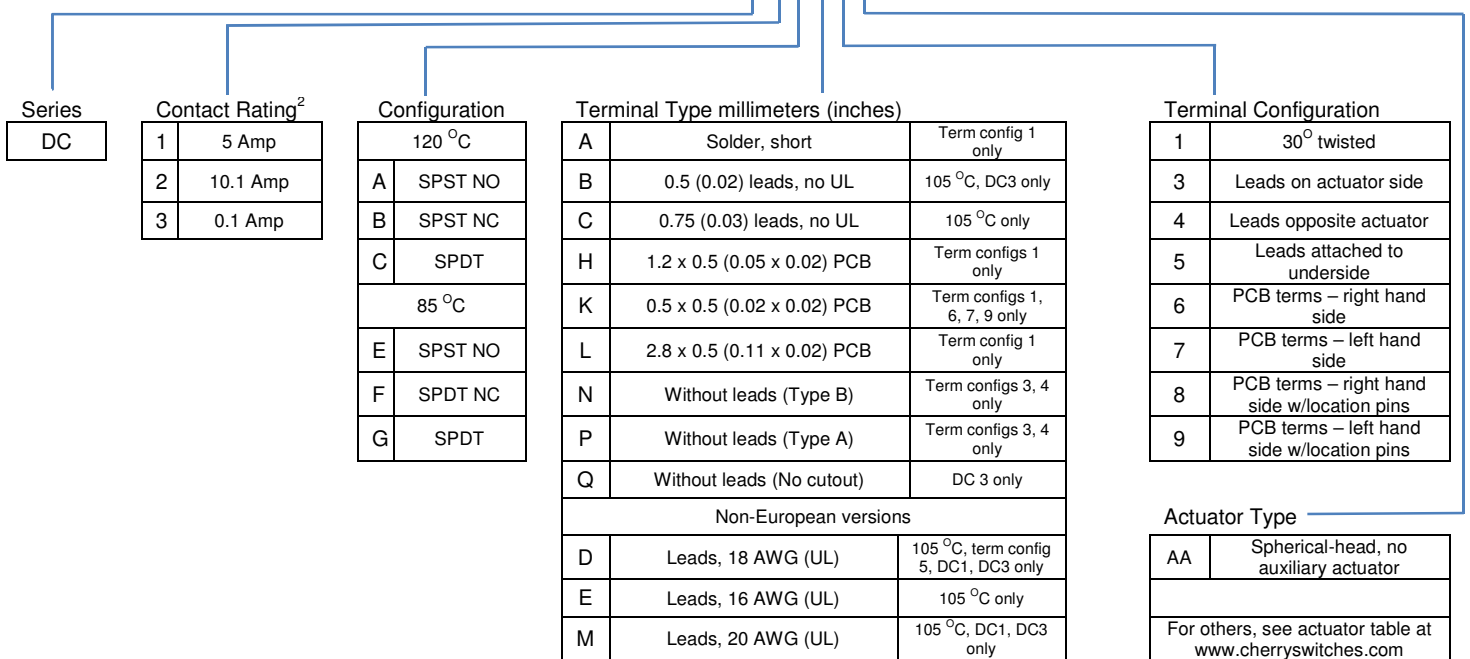 Series
DC
Contact Rating2
1 5 Amp
2 10.1 Amp
3 0.1 Amp
Configuration
120 OC
A SPST NO
B SPST NC
C SPDT
85 OC
E SPST NO
F SPDT NC
G SPDT
Terminal Type millimeters (inches)
A Solder, short Term config 1
only
B 0.5 (0.02) leads, no UL 105 OC, DC3 only
C 0.75 (0.03) leads, no UL 105 OC only
H 1.2 x 0.5 (0.05 x 0.02) PCB Term configs 1
only
K 0.5 x 0.5 (0.02 x 0.02) PCB Term configs 1,
6, 7, 9 only
L 2.8 x 0.5 (0.11 x 0.02) PCB Term config 1
only
N Without leads (Type B) Term configs 3, 4
only
P Without leads (Type A) Term configs 3, 4
only
Q Without leads (No cutout) DC 3 only
Non-European versions
D Leads, 18 AWG (UL) 105 OC, term config
5, DC1, DC3 only
E Leads, 16 AWG (UL) 105 OC only
M Leads, 20 AWG (UL) 105 OC, DC1, DC3
only
Terminal Configuration
1 30O twisted
3 Leads on actuator side
4 Leads opposite actuator
5 Leads attached to
underside
6 PCB terms – right hand
side
7 PCB terms – left hand
side
8 PCB terms – right hand
side w/location pins
9 PCB terms – left hand
side w/location pins
Actuator Type
AA Spherical-head, no
auxiliary actuator
For others, see actuator table at
www.cherryswitches.com